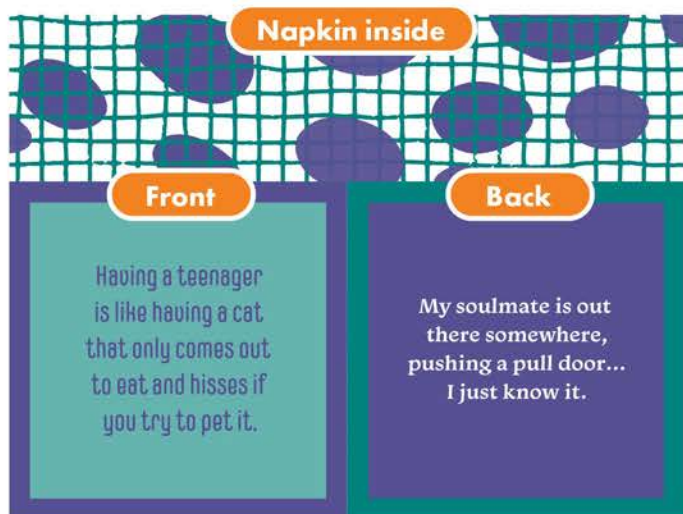 Napkin inside
Front
Having a teenager
is like having a cat
that only comes out
to eat and hisses if
you try to pet it.
Back
My soulmate is out
there somewhere,
pushing a pull door...
I just know it.